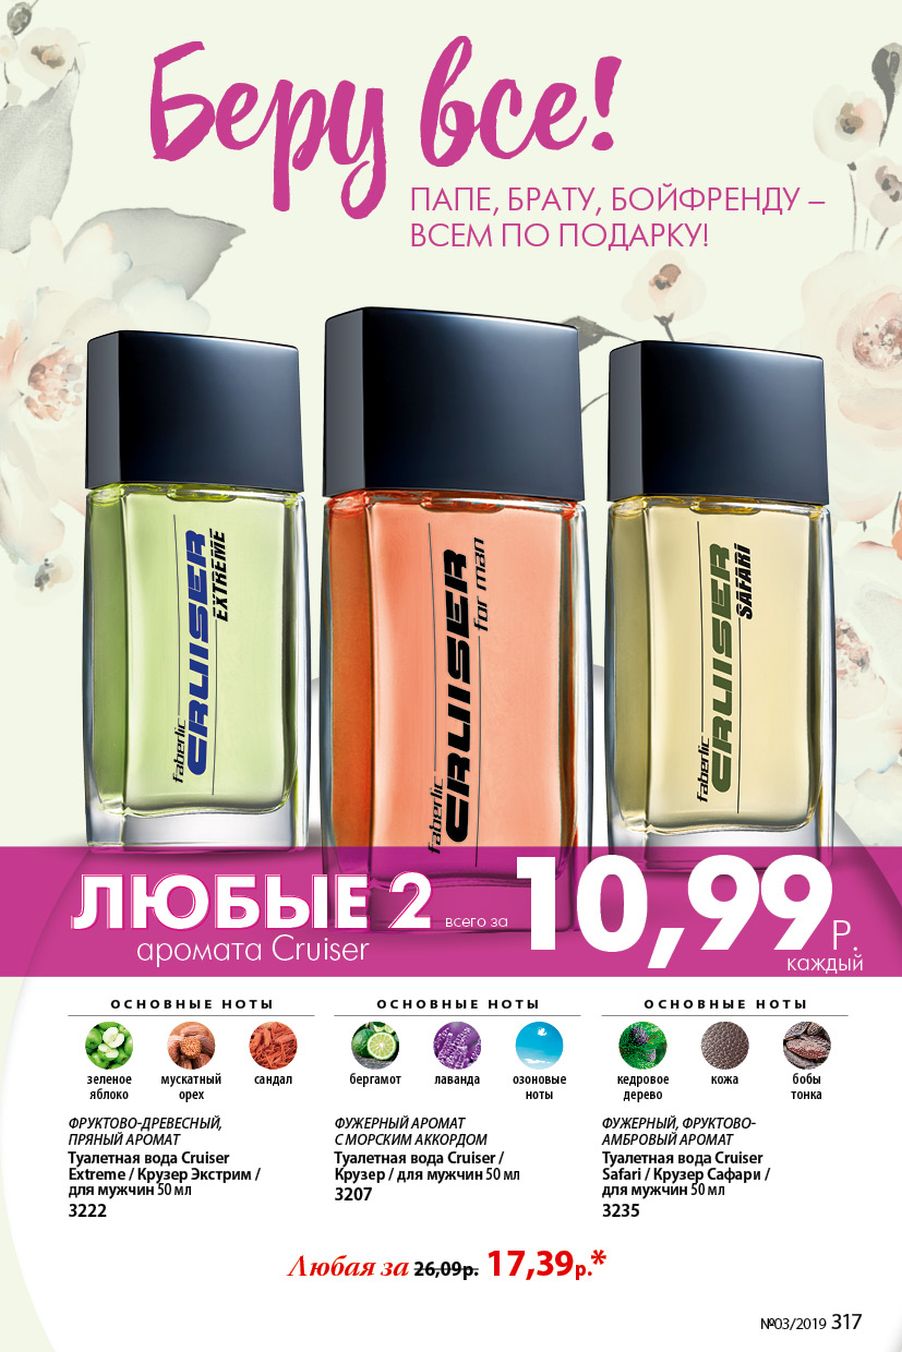 Беру все!
ПАПЕ, БРАТУ, БОЙФРЕНДУ –
ВСЕМ ПО ПОДАРКУ!
faberlic
CRUISER
EXTREME
faberlic
CRUISER
for man
faberlic
CRUISER
SAFARI
ЛЮБЫЕ 2
аромата Cruiser
всего за
10,99 Р.
каждый
ОСНОВНЫЕ НОТЫ
зеленое
яблоко
мускатный
орех
сандал
ФРУКТОВО-ДРЕВЕСНЫЙ,
ПРЯНЫЙ АРОМАТ
Туалетная вода Cruiser
Extreme / Крузер Экстрим /
для мужчин 50 мл
3222
ОСНОВНЫЕ НОТЫ
бергамот
лаванда
озоновые
ноты
ФУЖЕРНЫЙ АРОМАТ
С МОРСКИМ АККОРДОМ
Туалетная вода Cruiser /
Крузер / для мужчин 50 мл
3207
ОСНОВНЫЕ НОТЫ
кедровое
дерево
кожа
бобы
тонка
ФУЖЕРНЫЙ, ФРУКТОВО-
АМБРОВЫЙ АРОМАТ
Туалетная вода Cruiser
Safari / Крузер Сафари /
для мужчин 50 мл
3235
Любая за 26,09р. 17,39р.*
№03/2019 317